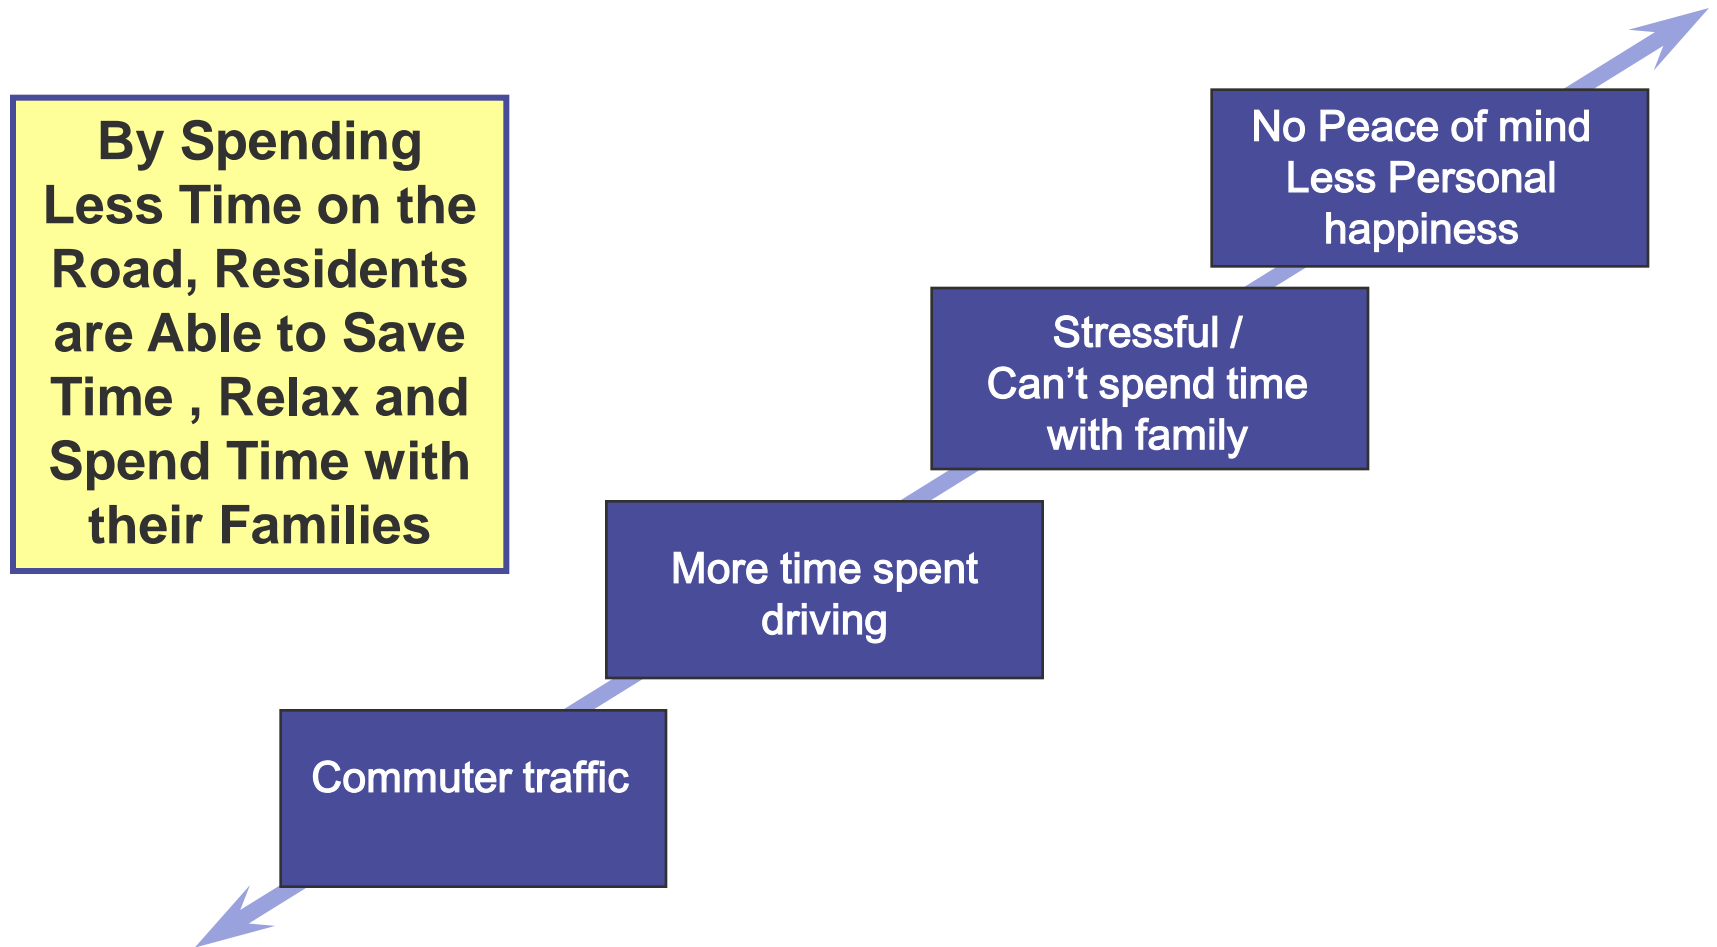 By Spending
Less Time on the
Road, Residents
are Able to Save
Time , Relax and
Spend Time with
their Families
No Peace of mind
Less Personal
happiness
Stressful /
Can’t spend time
with family
More time spent
driving
Commuter traffic